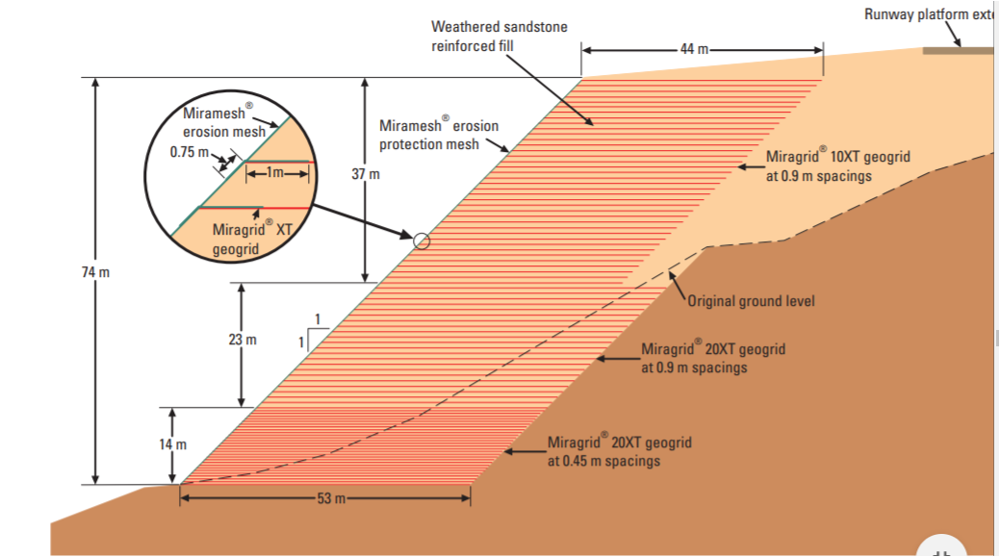 Runway platform
Weathered sandstone
reinforced fill
44 m
Miramesh®
erosion mesh
0.75 m
1m
Miragrid® XT
geogrid
Miramesh® erosion
protection mesh
37 m
Miragrid® 10XT geogrid
at 0.9 m spacings
74 m
Original ground level
1
1
23 m
Miragrid® 20XT geogrid
at 0.9 m spacings
14 m
Miragrid® 20XT geogrid
at 0.45 m spacings
53 m